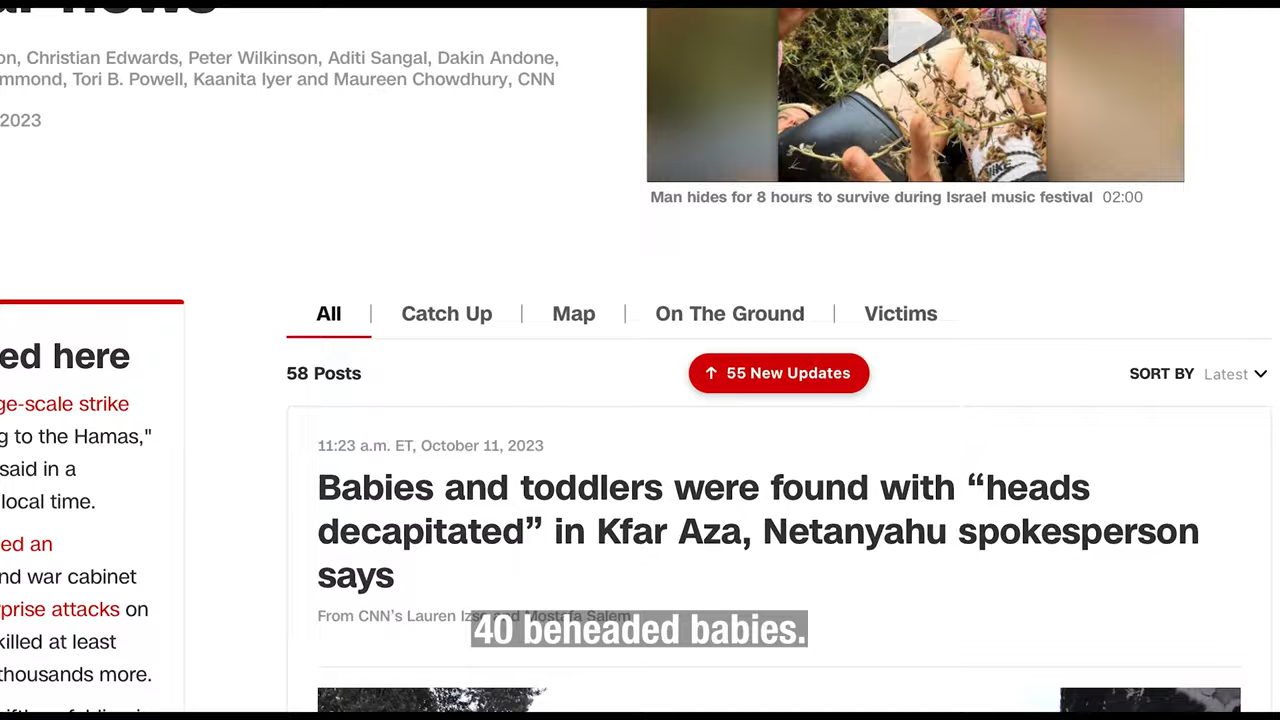 on, Christian Edwards, Peter Wilkinson, Aditi Sangal, Dakin Andone,
mmond, Tori B. Powell, Kaanita Iyer and Maureen Chowdhury, CNN
2023
Man hides for 8 hours to survive during Israel music festival 02:00
All | Catch Up | Map | On The Ground | Victims
58 Posts
↑ 55 New Updates
SORT BY Latest
ed here
ge-scale strike
g to the Hamas,"
said in a
local time.
ed an
nd war cabinet
rprise attacks on
killed at least
thousands more.
11:23 a.m. ET, October 11, 2023
Babies and toddlers were found with “heads
decapitated” in Kfar Aza, Netanyahu spokesperson
says
From CNN’s Lauren Izso and Mostafa Salem
40 beheaded babies.